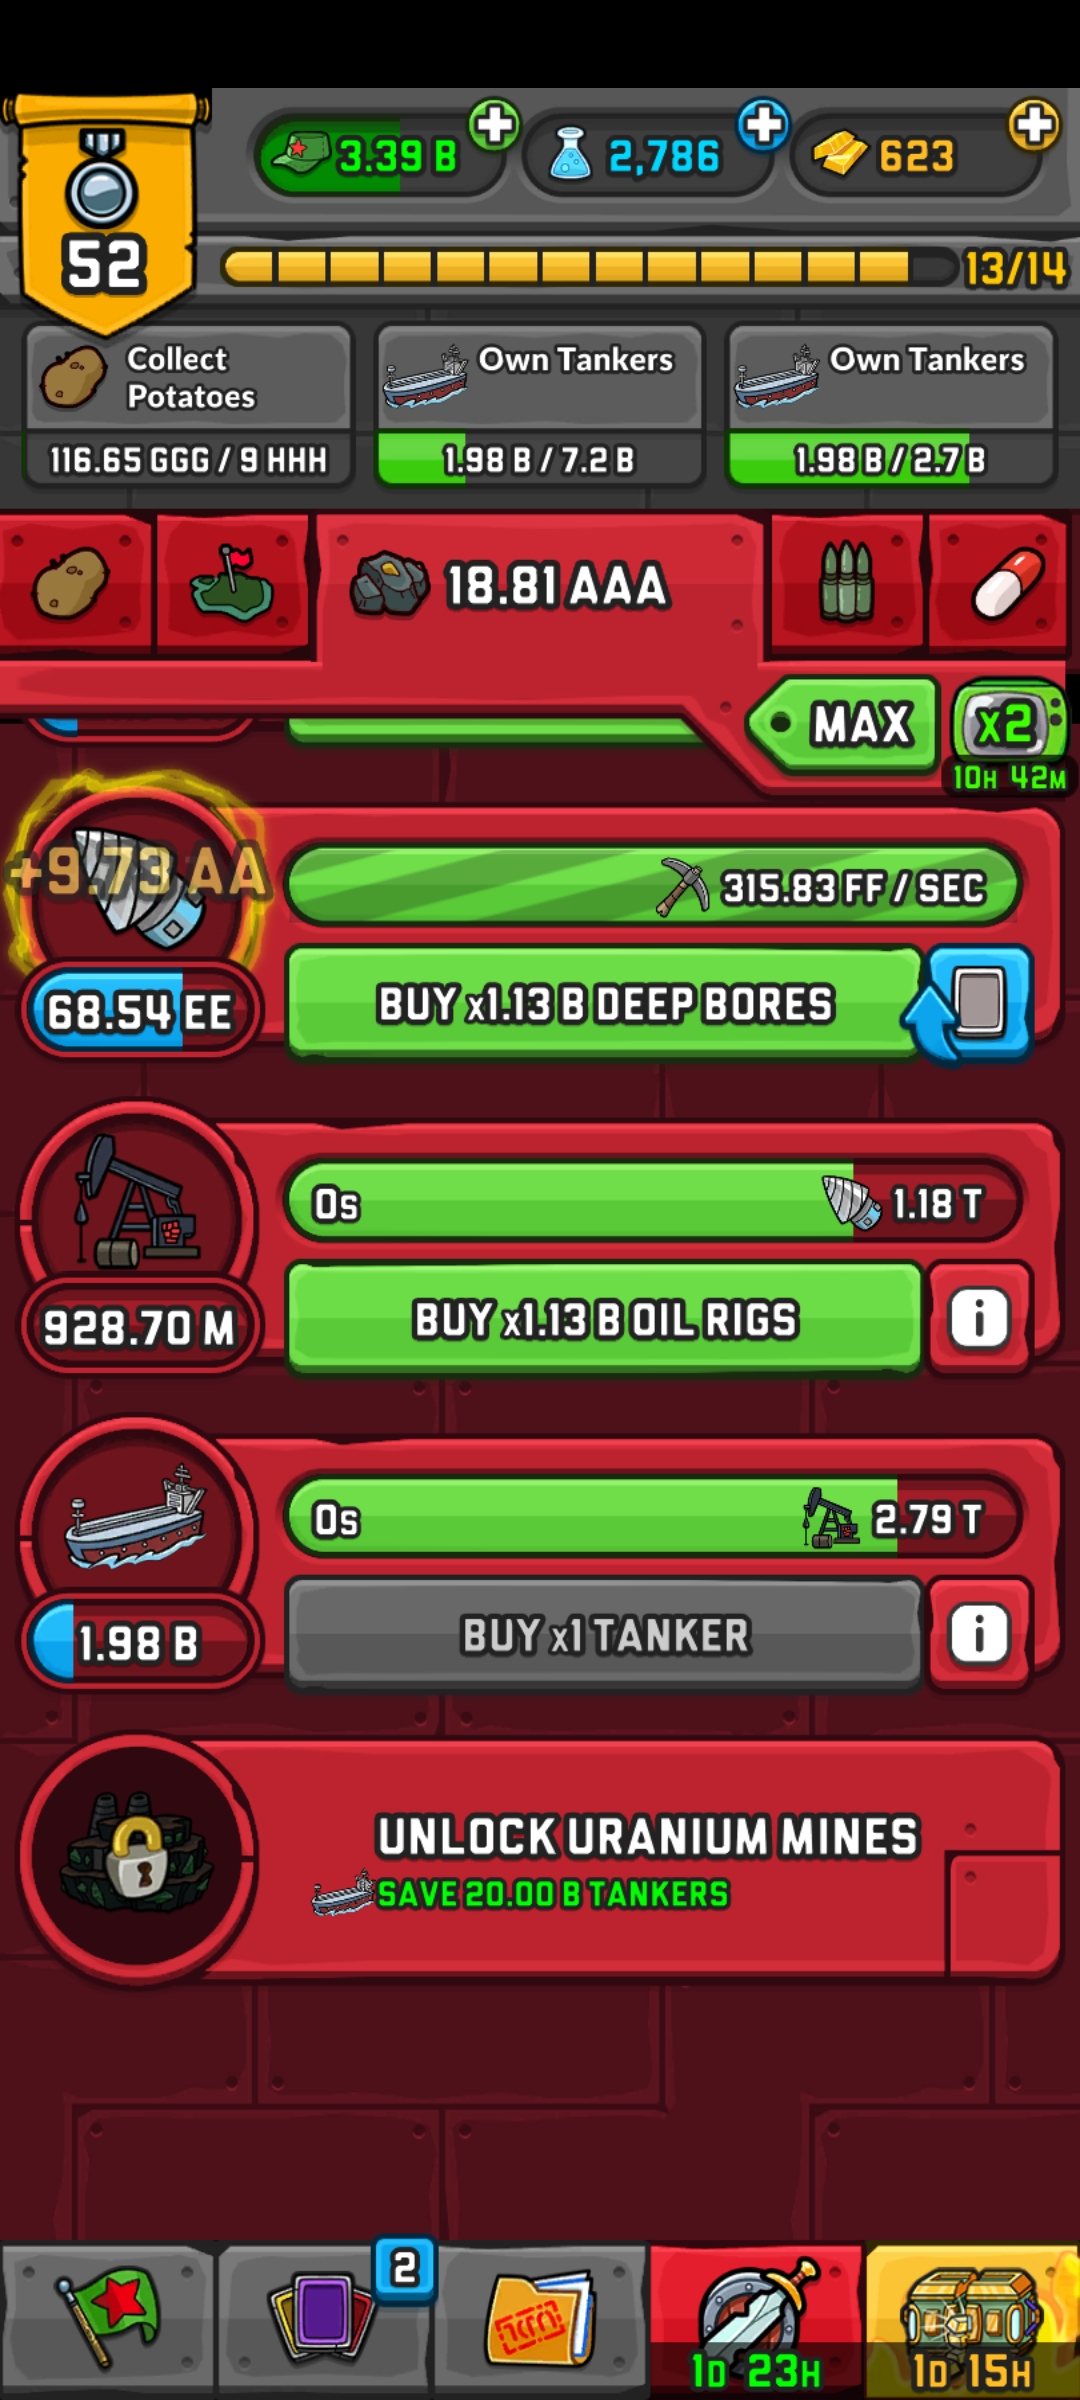 52
3.39 B
2,786
623
13/14
Collect
Potatoes
116.65 GGG / 9 HHH
Own Tankers
1.98 B / 7.2 B
Own Tankers
1.98 B / 2.7 B
18.81 AAA
MAX
x2
10H 42M
+9.73 AA
315.83 FF / SEC
68.54 EE
BUY x1.13 B DEEP BORES
0s
1.18 T
928.70 M
BUY x1.13 B OIL RIGS
i
0s
2.79 T
1.98 B
BUY x1 TANKER
i
UNLOCK URANIUM MINES
SAVE 20.00 B TANKERS
2
1D 23H
1D 15H